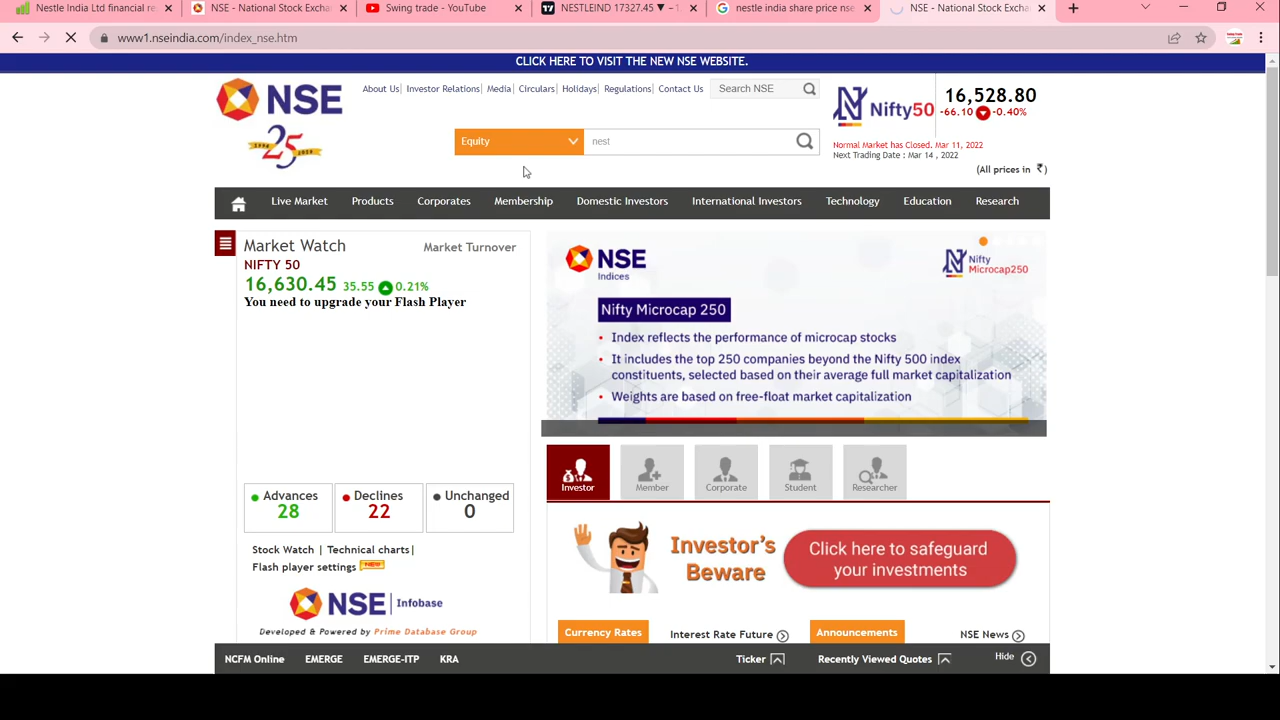 Nestle India Ltd financial re
NSE - National Stock Exchan
Swing trade - YouTube
NESTLEIND 17327.45 ▼ −1.
nestle india share price nse
NSE - National Stock Exchan
www1.nseindia.com/index_nse.htm
CLICK HERE TO VISIT THE NEW NSE WEBSITE.
NSE
25
About Us| Investor Relations| Media| Circulars| Holidays| Regulations| Contact Us
Search NSE
Equity
nest
Nifty50
16,528.80
-66.10 -0.40%
Normal Market has Closed. Mar 11, 2022
Next Trading Date : Mar 14 , 2022
(All prices in ₹)
Live Market Products Corporates Membership Domestic Investors International Investors Technology Education Research
Market Watch
Market Turnover
NIFTY 50
16,630.45 35.55 0.21%
You need to upgrade your Flash Player
Advances
28
Declines
22
Unchanged
0
Stock Watch | Technical charts|
Flash player settings NEW
NSE Infobase
Developed & Powered by Prime Database Group
NSE
Indices
Nifty
Microcap250
Nifty Microcap 250
• Index reflects the performance of microcap stocks
• It includes the top 250 companies beyond the Nifty 500 index
constituents, selected based on their average full market capitalization
• Weights are based on free-float market capitalization
Investor
Member
Corporate
Student
Researcher
Investor's
Beware
Click here to safeguard
your investments
Currency Rates
Interest Rate Future
Announcements
NSE News
NCFM Online EMERGE EMERGE-ITP KRA
Ticker
Recently Viewed Quotes
Hide